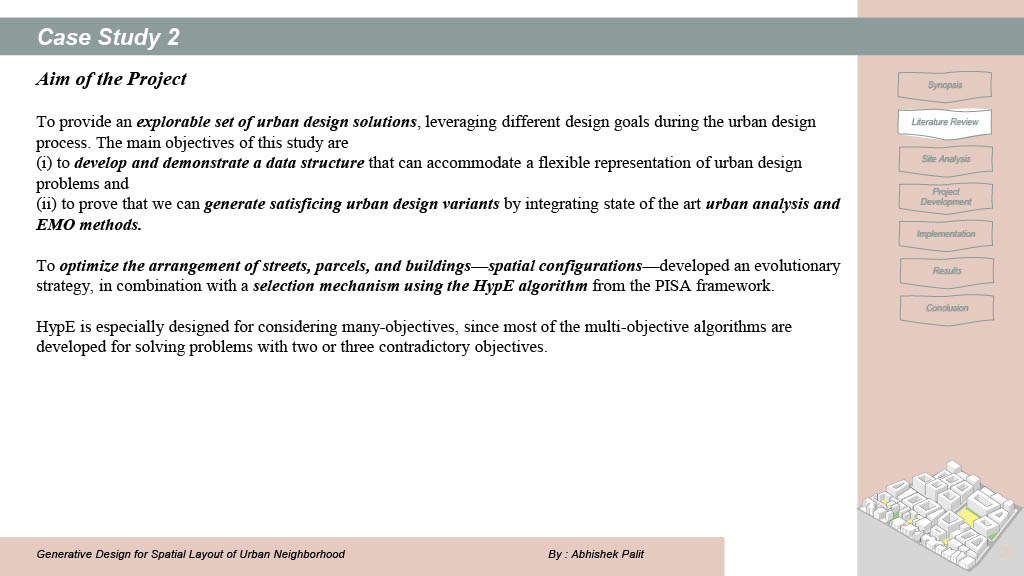 Case Study 2
Aim of the Project
To provide an explorable set of urban design solutions, leveraging different design goals during the urban design
process. The main objectives of this study are
(i) to develop and demonstrate a data structure that can accommodate a flexible representation of urban design
problems and
(ii) to prove that we can generate satisficing urban design variants by integrating state of the art urban analysis and
EMO methods.
To optimize the arrangement of streets, parcels, and buildings—spatial configurations—developed an evolutionary
strategy, in combination with a selection mechanism using the HypE algorithm from the PISA framework.
HypE is especially designed for considering many-objectives, since most of the multi-objective algorithms are
developed for solving problems with two or three contradictory objectives.
Synopsis
Literature Review
Site Analysis
Project
Development
Implementation
Results
Conclusion
Generative Design for Spatial Layout of Urban Neighborhood
By : Abhishek Palit